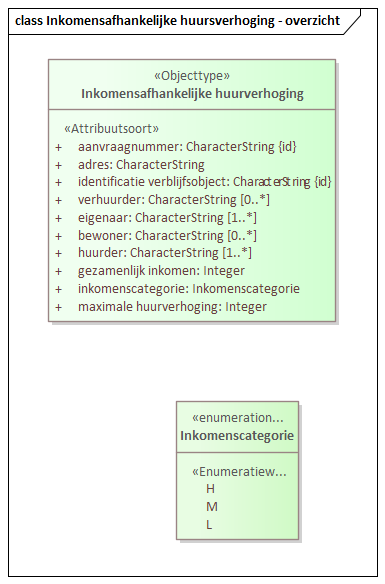 class Inkomensafhankelijke huursverhoging - overzicht
«Objecttype»
Inkomensafhankelijke huurverhoging
«Attribuutsoort»
+ aanvraagnummer: CharacterString {id}
+ adres: CharacterString
+ identificatie verblijfsobject: CharacterString {id}
+ verhuurder: CharacterString [0..*]
+ eigenaar: CharacterString [1..*]
+ bewoner: CharacterString [0..*]
+ huurder: CharacterString [1..*]
+ gezamenlijk inkomen: Integer
+ inkomenscategorie: Inkomenscategorie
+ maximale huurverhoging: Integer
«enumeration...
Inkomenscategorie
«Enumeratiew...
H
M
L